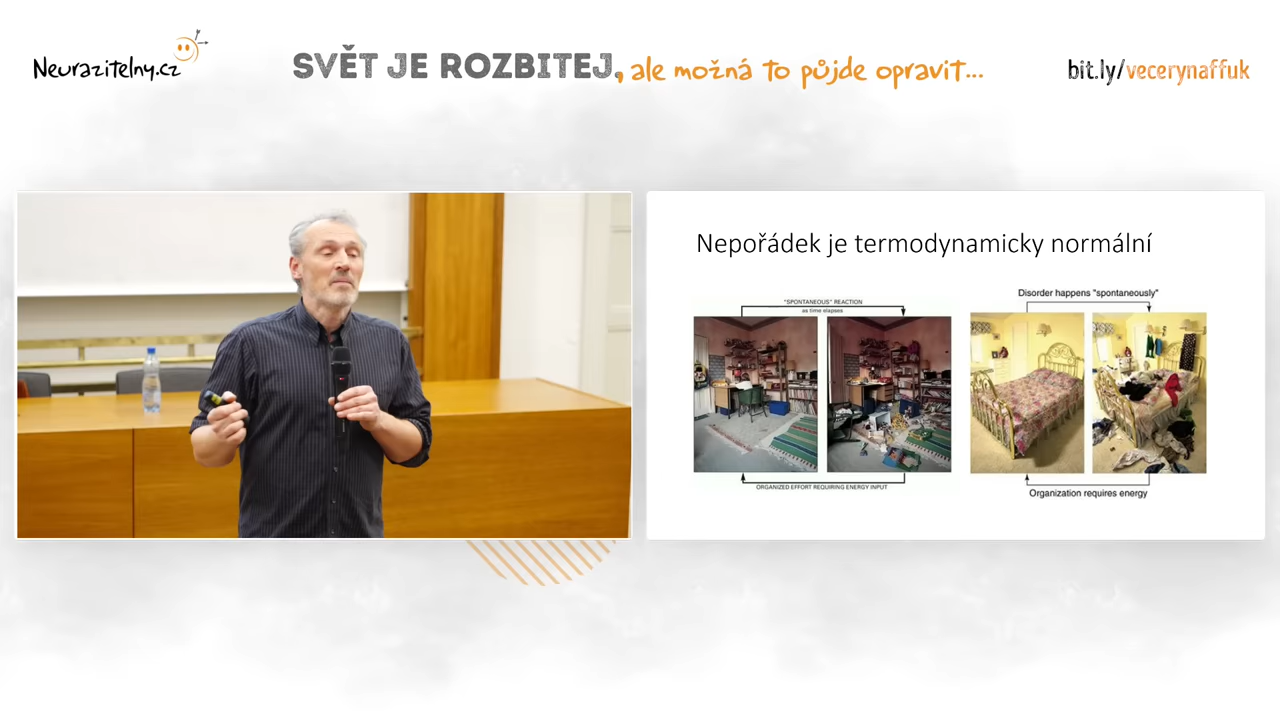 Neurazitelny.cz
SVĚT JE ROZBITEJ, ale možná to půjde opravit...
bit.ly/vecerynaffuk
Nepořádek je termodynamicky normální
"SPONTANEOUS" REACTION
as time elapses
ORGANIZED EFFORT REQUIRING ENERGY INPUT
Disorder happens "spontaneously"
Organization requires energy